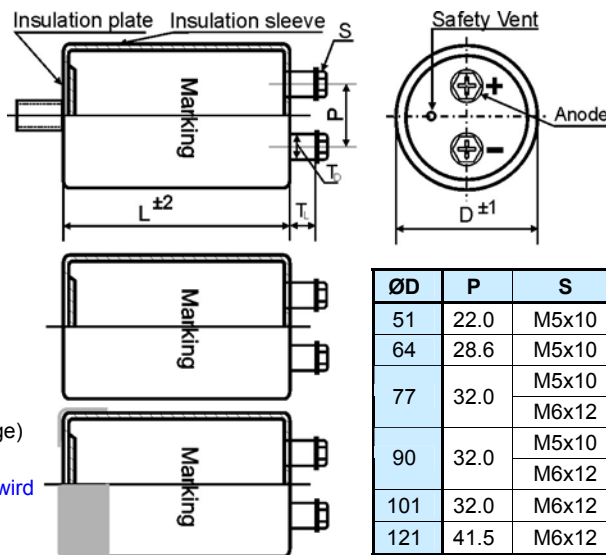 Insulation plate
Insulation sleeve
S
Marking
P
T_D
L ±2
T_L
Safety Vent
+
Anode
−
D ±1
Marking
Marking
ge)
wird
ØD P S
51 22.0 M5x10
64 28.6 M5x10
77 32.0 M5x10
M6x12
90 32.0 M5x10
M6x12
101 32.0 M6x12
121 41.5 M6x12